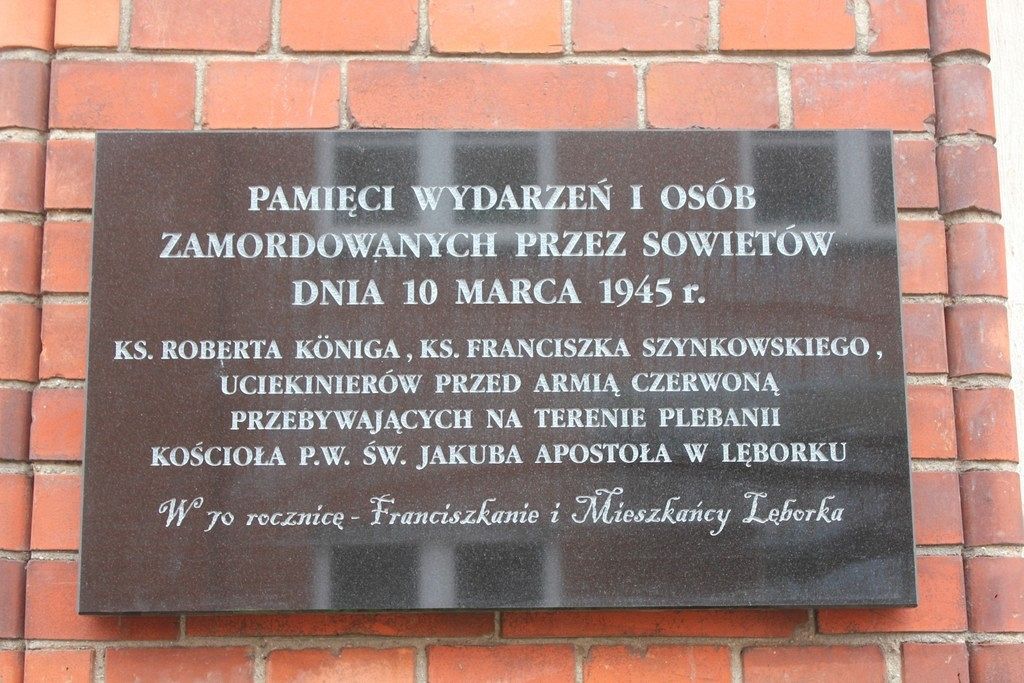 PAMIĘCI WYDARZEŃ I OSÓB
ZAMORDOWANYCH PRZEZ SOWIETÓW
DNIA 10 MARCA 1945 r.
KS. ROBERTA KÖNIGA, KS. FRANCISZKA SZYNKOWSKIEGO,
UCIEKINIERÓW PRZED ARMIĄ CZERWONĄ
PRZEBYWAJĄCYCH NA TERENIE PLEBANII
KOŚCIOŁA P.W. ŚW. JAKUBA APOSTOŁA W LĘBORKU
W 70 rocznicę - Franciszkanie i Mieszkańcy Lęborka